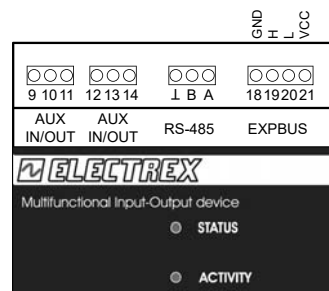 GND H L VCC
9 10 11 12 13 14 ⊥ B A 18 19 20 21
AUX IN/OUT AUX IN/OUT RS-485 EXPBUS
ELECTREX
Multifunctional Input-Output device
STATUS
ACTIVITY